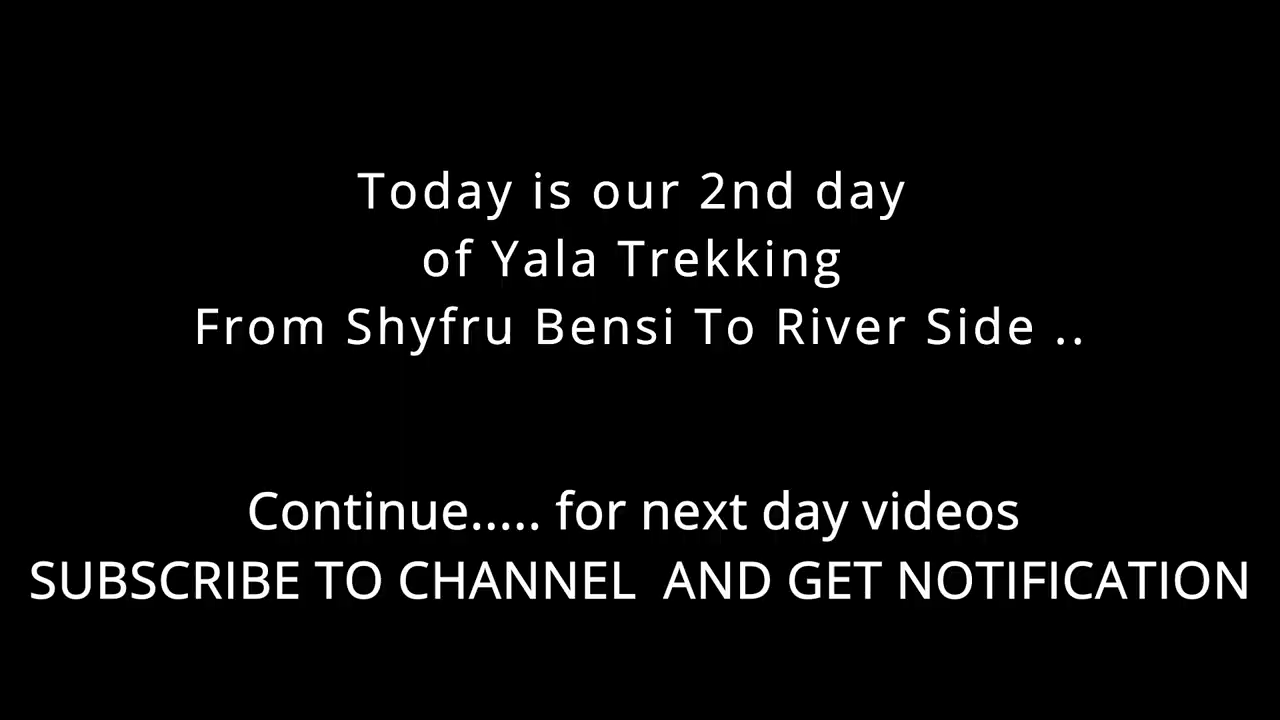 Today is our 2nd day
of Yala Trekking
From Shyfru Bensi To River Side ..
Continue..... for next day videos
SUBSCRIBE TO CHANNEL  AND GET NOTIFICATION